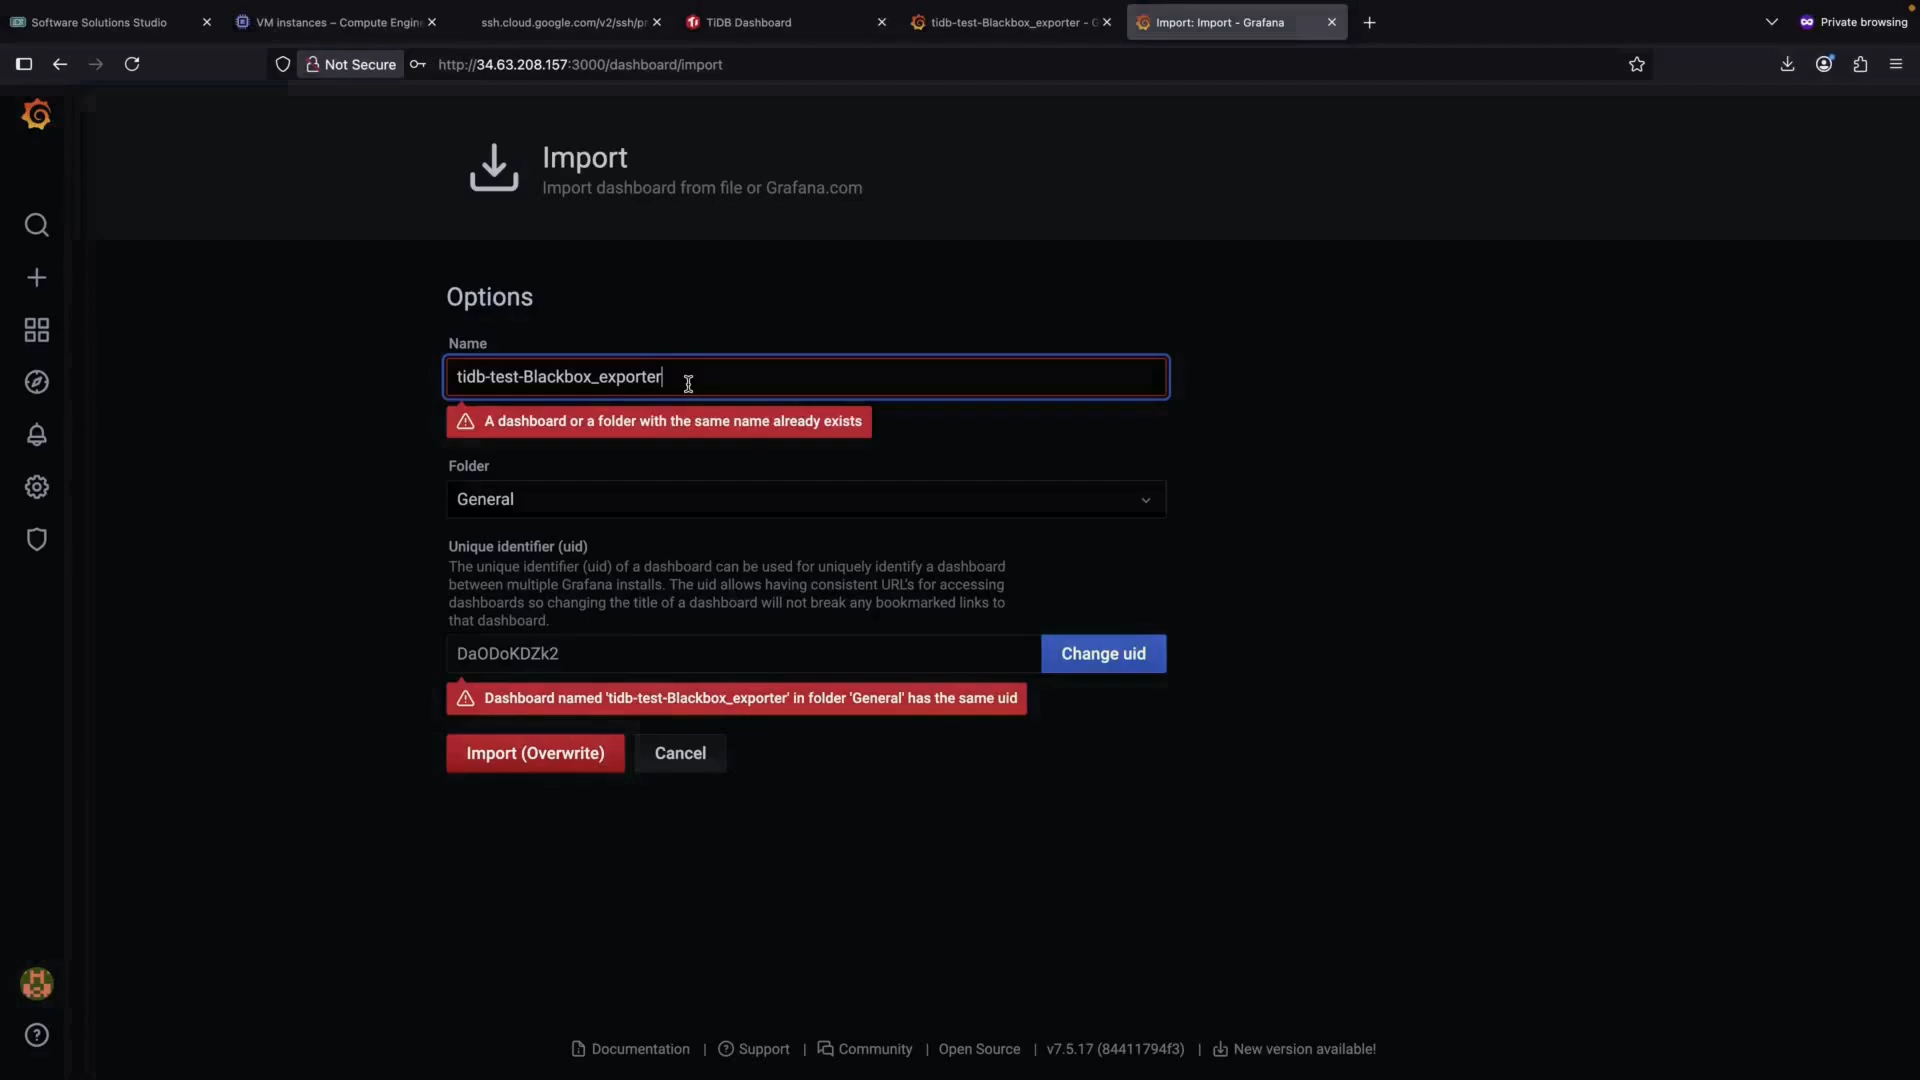 Software Solutions Studio
VM instances – Compute Engin
ssh.cloud.google.com/v2/ssh/pr
TiDB Dashboard
tidb-test-Blackbox_exporter - G
Import: Import - Grafana
Private browsing
Not Secure
http://34.63.208.157:3000/dashboard/import
Import
Import dashboard from file or Grafana.com
Options
Name
tidb-test-Blackbox_exporter
A dashboard or a folder with the same name already exists
Folder
General
Unique identifier (uid)
The unique identifier (uid) of a dashboard can be used for uniquely identify a dashboard
between multiple Grafana installs. The uid allows having consistent URL's for accessing
dashboards so changing the title of a dashboard will not break any bookmarked links to
that dashboard.
DaODoKDZk2
Change uid
Dashboard named 'tidb-test-Blackbox_exporter' in folder 'General' has the same uid
Import (Overwrite)
Cancel
Documentation | Support | Community | Open Source | v7.5.17 (84411794f3) | New version available!